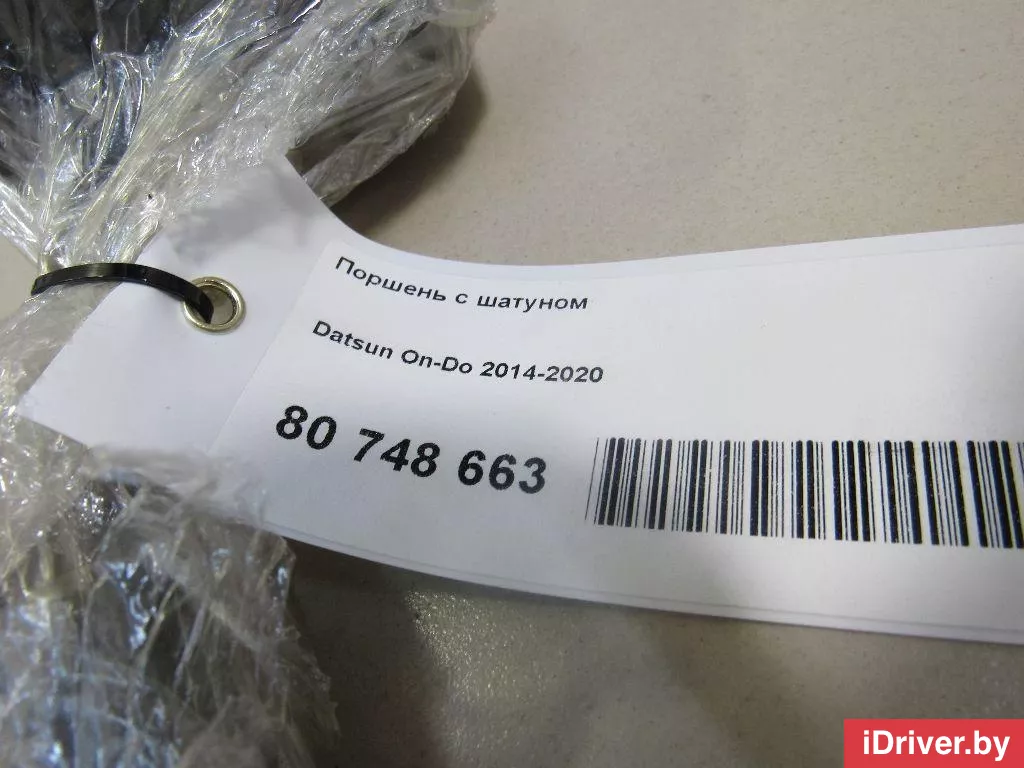 Поршень с шатуном
Datsun On-Do 2014-2020
80 748 663
iDriver.by